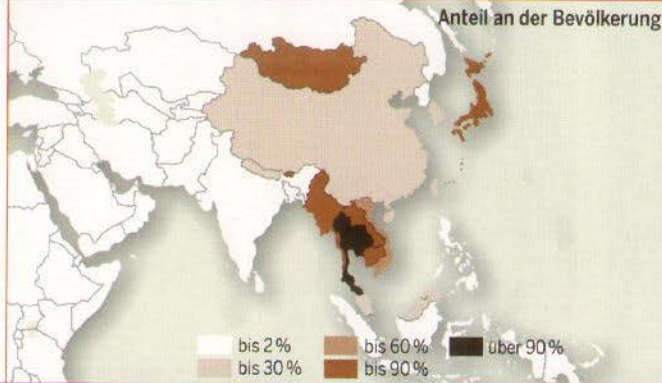 Anteil an der Bevölkerung
bis 2 %
bis 30 %
bis 60 %
bis 90 %
über 90 %